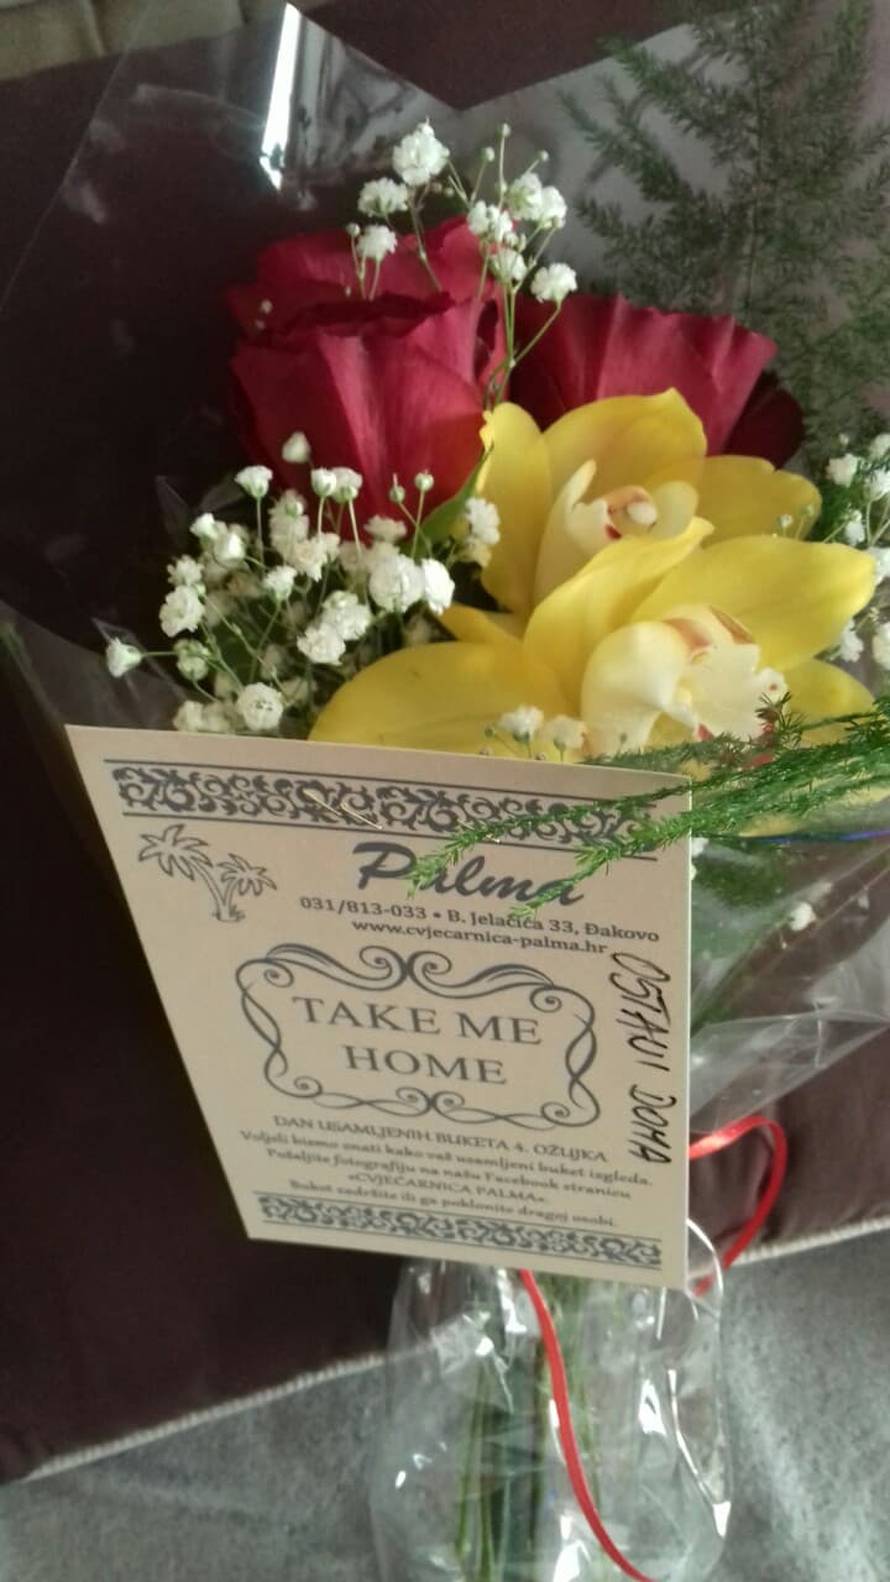 Palma
031/813-033 • B. Jelačića 33, Đakovo
www.cvjecarnica-palma.hr
TAKE ME
HOME
DAN USAMLJENIH BUKETA 4. OŽUJKA
Voljeli bismo znati kako vaš usamljeni buket izgleda.
Pošaljite fotografiju na našu Facebook stranicu
«CVJEĆARNICA PALMA».
Buket zadržite ili ga poklonite dragoj osobi.
OSTAVI DOMA